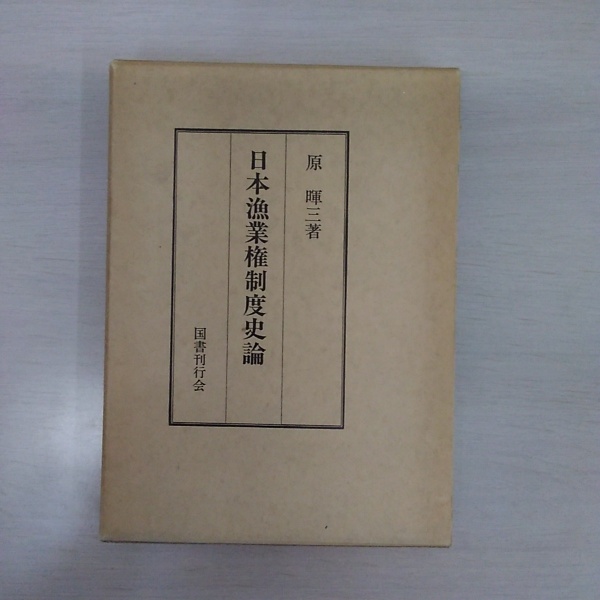 原 暉三著
日本漁業権制度史論
国書刊行会